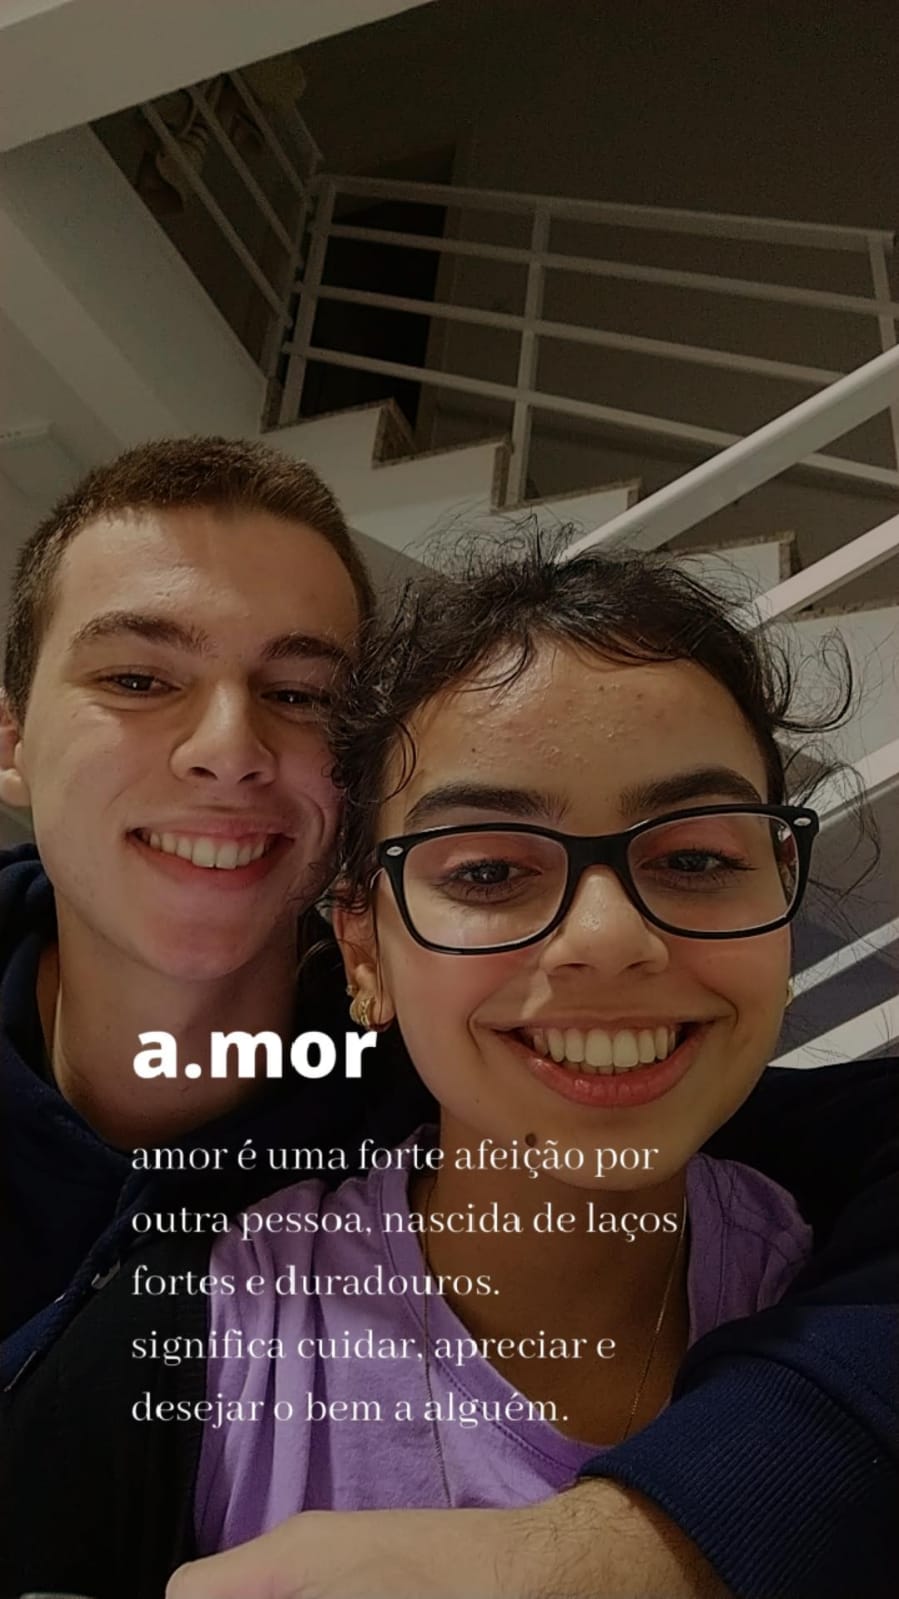 a.mor
amor é uma forte afeição por
outra pessoa, nascida de laços
fortes e duradouros.
significa cuidar, apreciar e
desejar o bem a alguém.